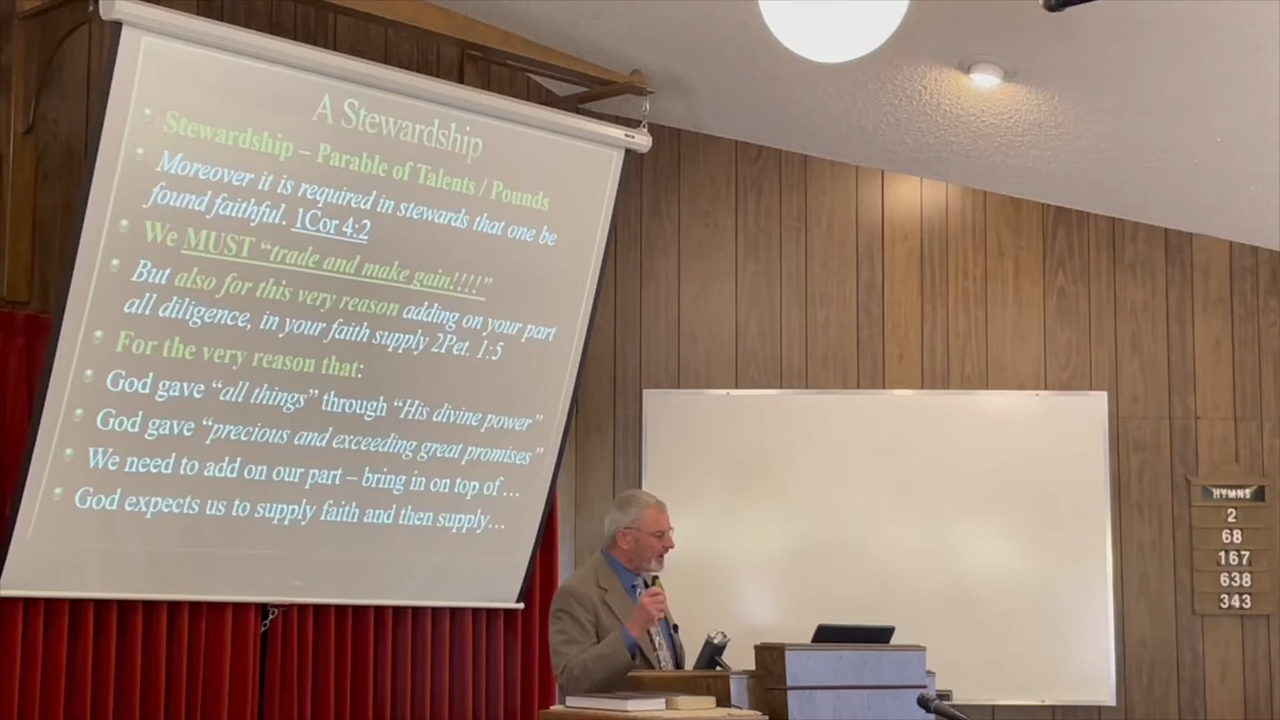 A Stewardship
Stewardship – Parable of Talents / Pounds
Moreover it is required in stewards that one be
found faithful. 1Cor 4:2
We MUST “trade and make gain!!!!”
But also for this very reason adding on your part
all diligence, in your faith supply 2Pet. 1:5
For the very reason that:
God gave “all things” through “His divine power”
God gave “precious and exceeding great promises”
We need to add on our part – bring in on top of…
God expects us to supply faith and then supply…
HYMNS
2
68
167
638
343